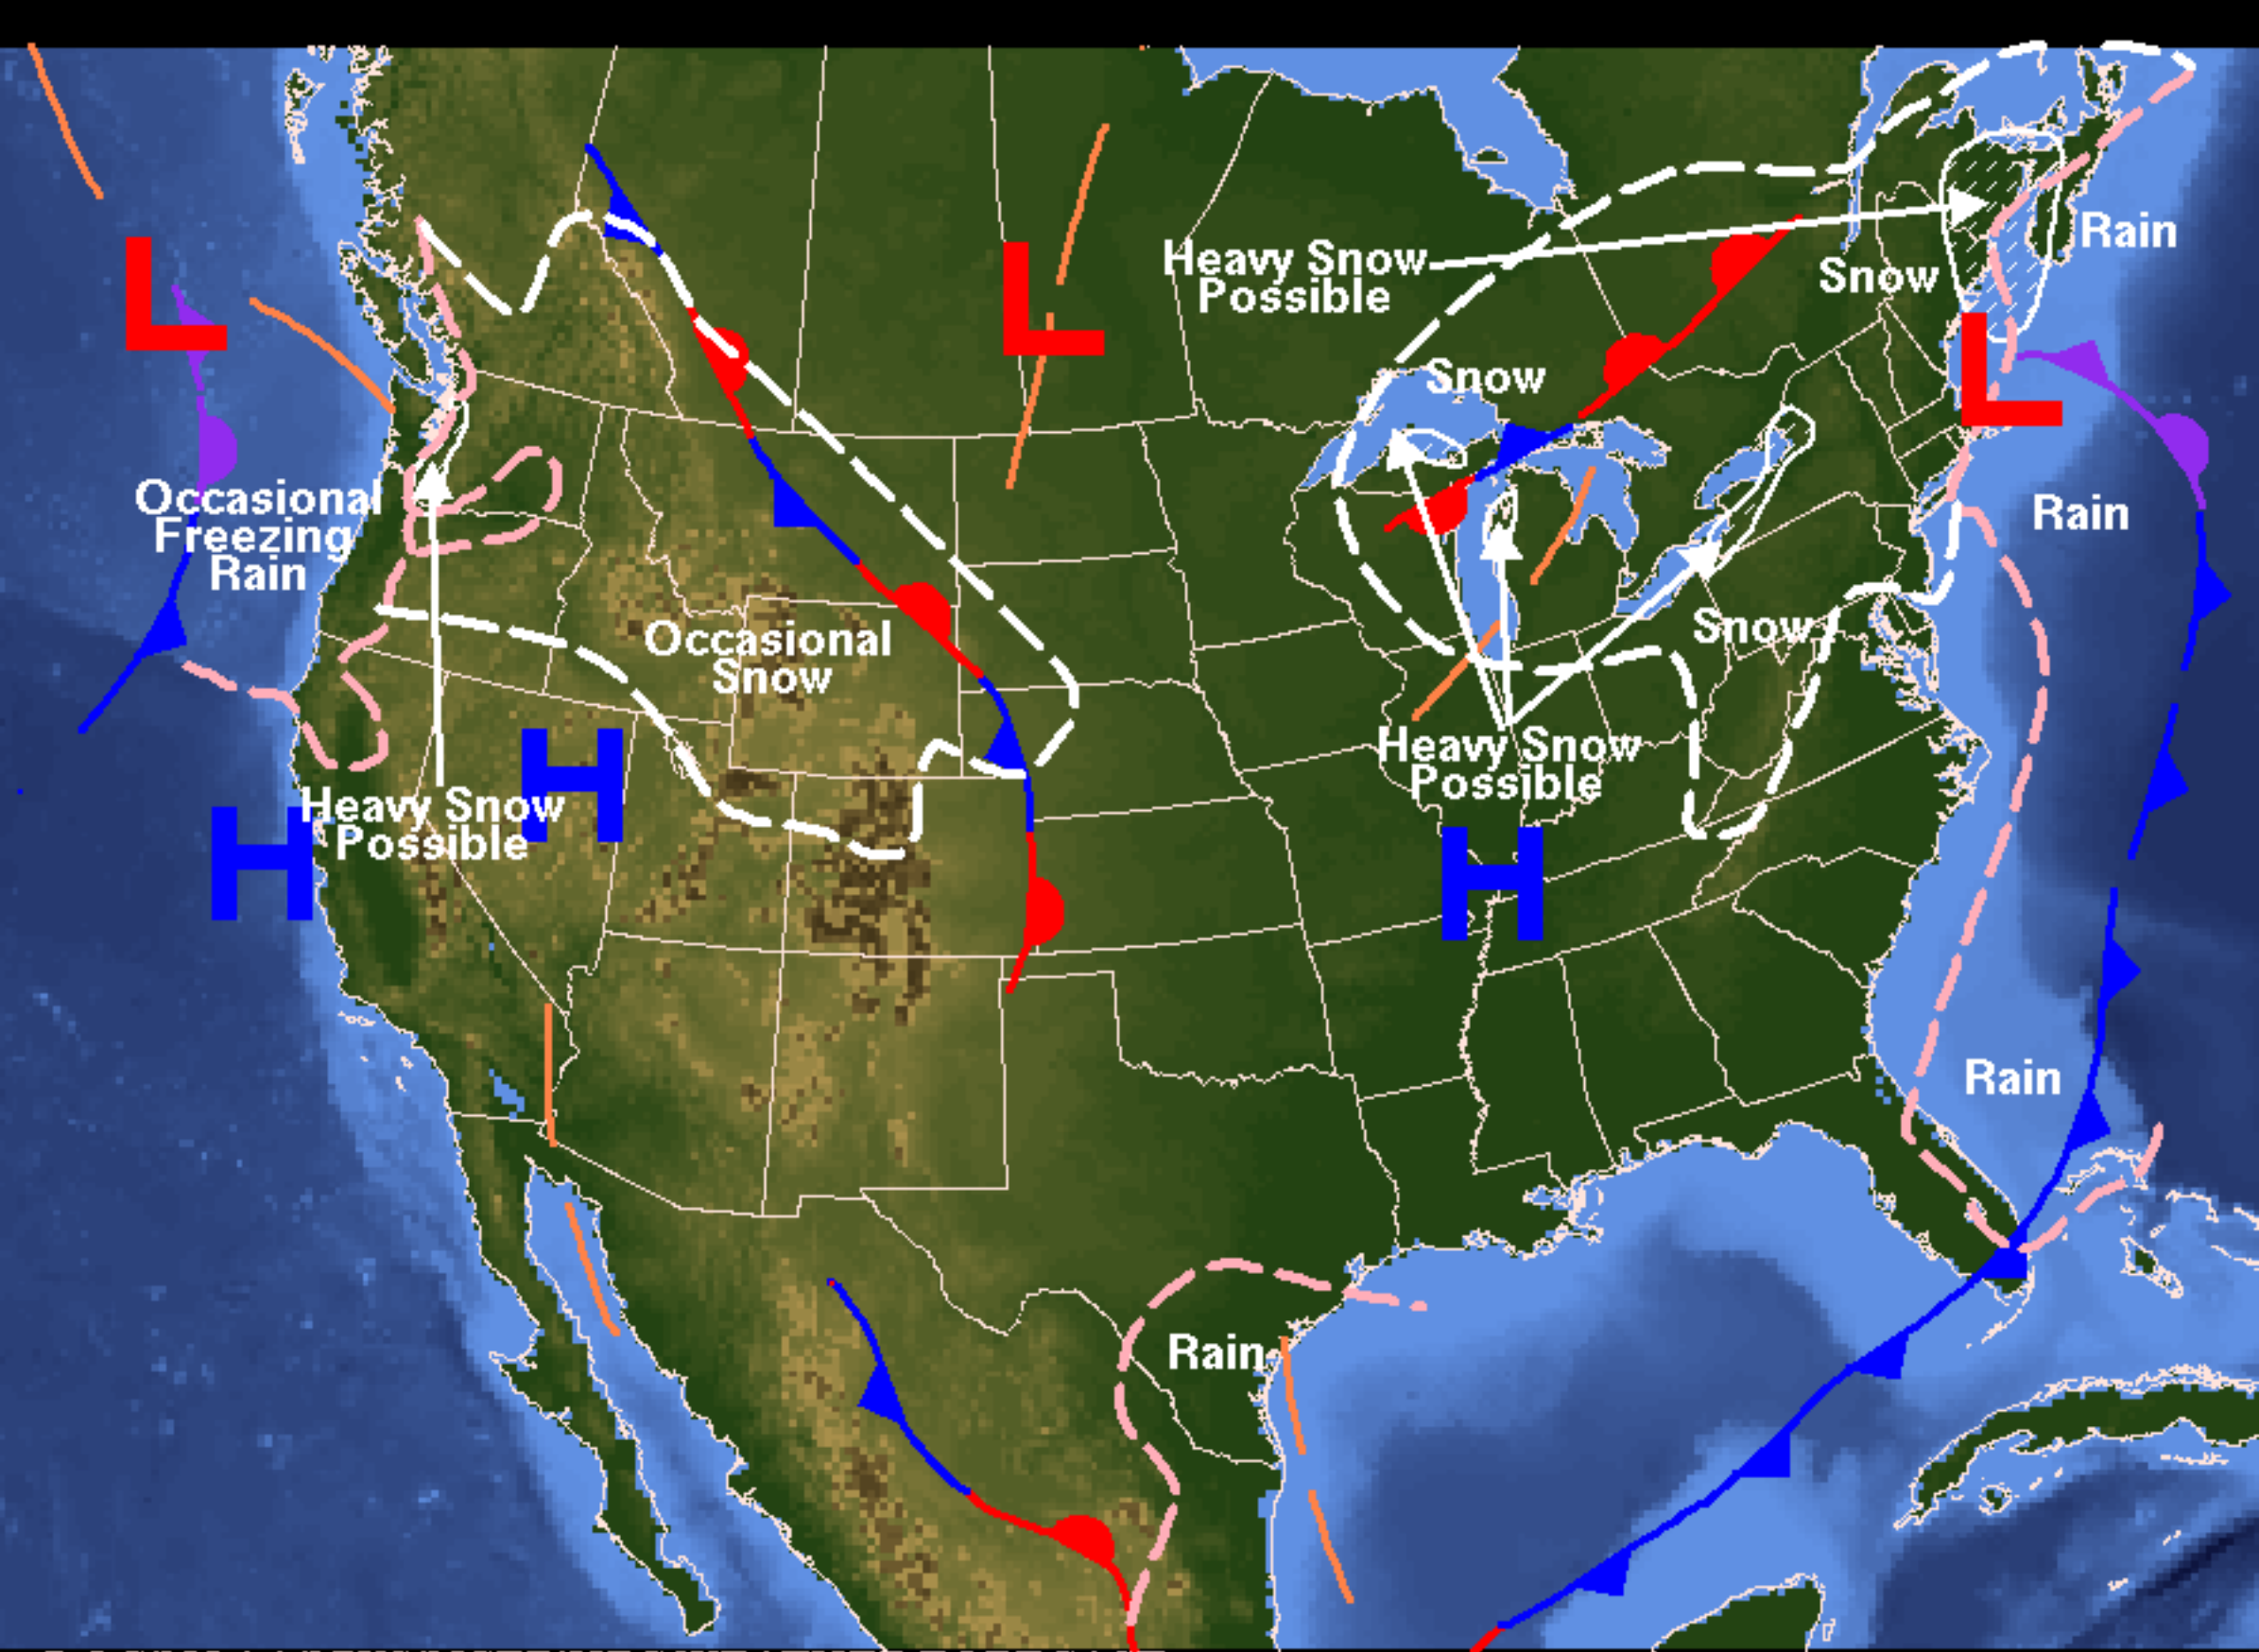 L
L
Heavy Snow
Possible
Rain
Snow
L
Snow
Occasional
Freezing
Rain
Rain
Occasional
Snow
Snow
H
Heavy Snow
Possible
Heavy Snow
Possible
H
H
Rain
Rain